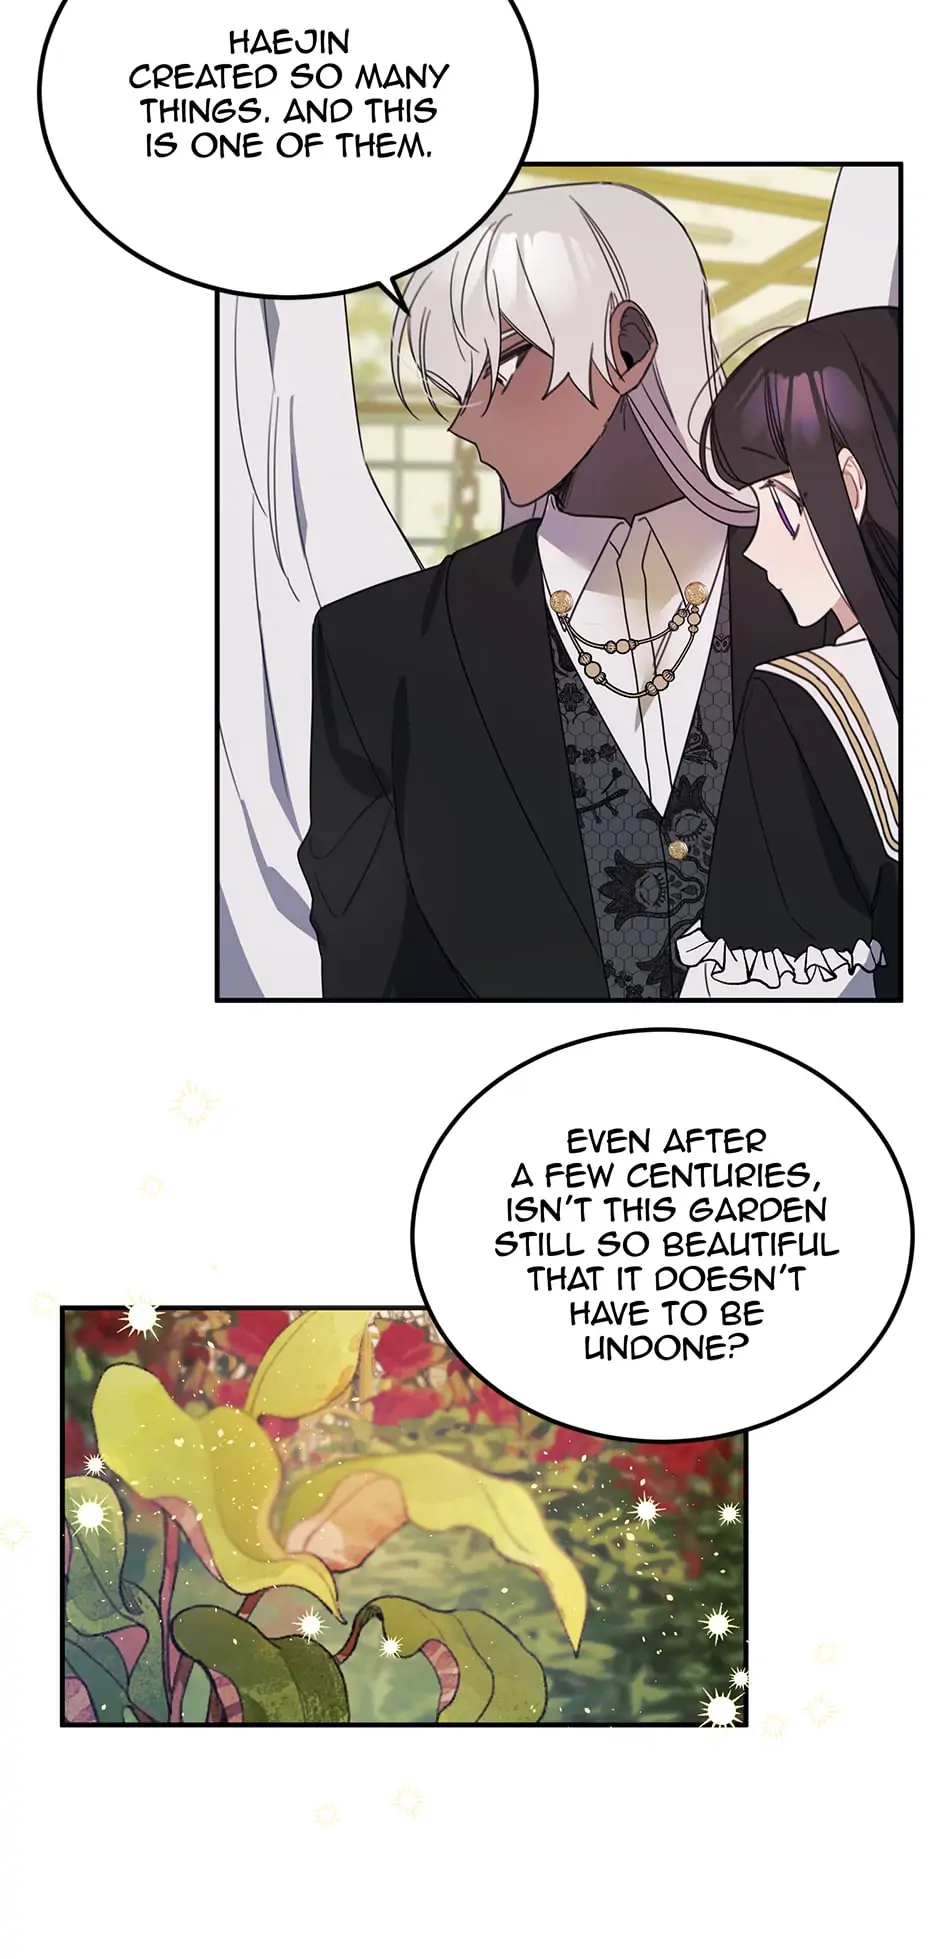 HAEJIN
CREATED SO MANY
THINGS. AND THIS
IS ONE OF THEM.
EVEN AFTER
A FEW CENTURIES,
ISN'T THIS GARDEN
STILL SO BEAUTIFUL
THAT IT DOESN'T
HAVE TO BE
UNDONE?